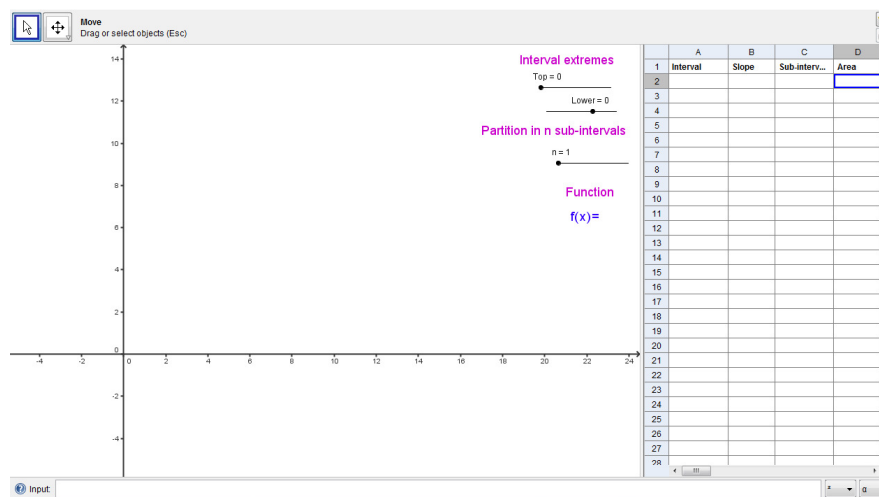 Move
Drag or select objects (Esc)
Interval extremes
Top = 0
Lower = 0
Partition in n sub-intervals
n = 1
Function
f(x)=
14
12
10
8
6
4
2
0
-2
-4
-4 -2 0 2 4 6 8 10 12 14 16 18 20 22 24
A B C D
1 Interval Slope Sub-interv... Area
2
3
4
5
6
7
8
9
10
11
12
13
14
15
16
17
18
19
20
21
22
23
24
25
26
27
28
Input:
α